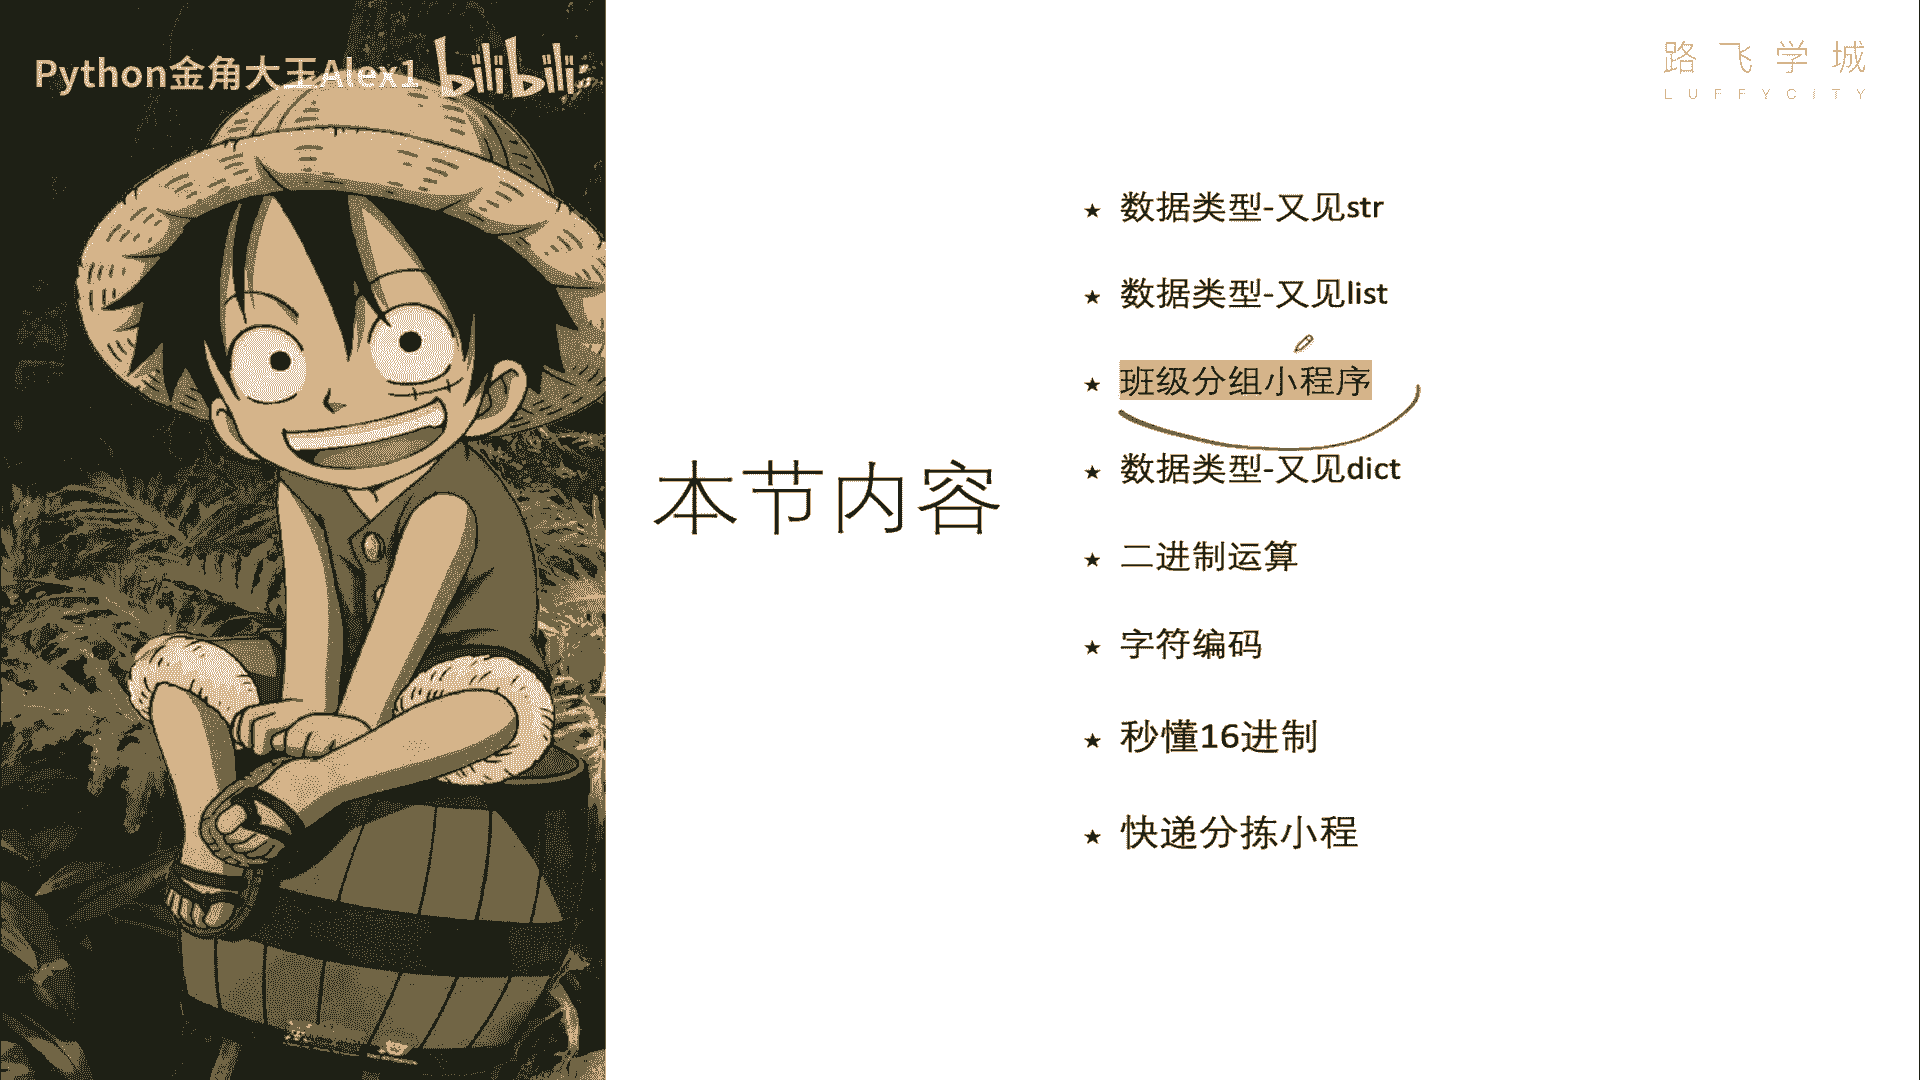 Python金角大王Alex1 bilibili
路飞学城
LUFFYCITY
本节内容
★ 数据类型-又见str
★ 数据类型-又见list
★ 班级分组小程序
★ 数据类型-又见dict
★ 二进制运算
★ 字符编码
★ 秒懂16进制
★ 快递分拣小程